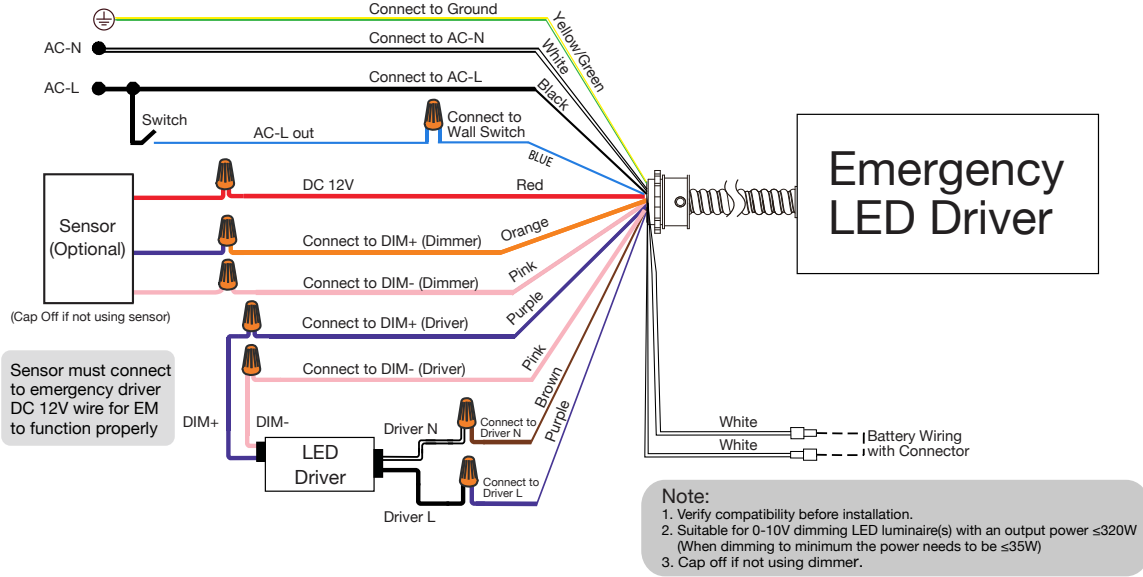 Connect to Ground
Yellow/Green
AC-N
Connect to AC-N
White
AC-L
Connect to AC-L
Black
Switch
AC-L out
Connect to
Wall Switch
BLUE
Emergency
LED Driver
Sensor
(Optional)
DC 12V
Red
Connect to DIM+ (Dimmer)
Orange
Connect to DIM- (Dimmer)
Pink
(Cap Off if not using sensor)
Connect to DIM+ (Driver)
Purple
Connect to DIM- (Driver)
Pink
Brown
Purple
Sensor must connect
to emergency driver
DC 12V wire for EM
to function properly
DIM+
DIM-
LED
Driver
Driver N
Connect to
Driver N
Driver L
Connect to
Driver L
White
White
Battery Wiring
with Connector
Note:
1. Verify compatibility before installation.
2. Suitable for 0-10V dimming LED luminaire(s) with an output power ≤320W
(When dimming to minimum the power needs to be ≤35W)
3. Cap off if not using dimmer.